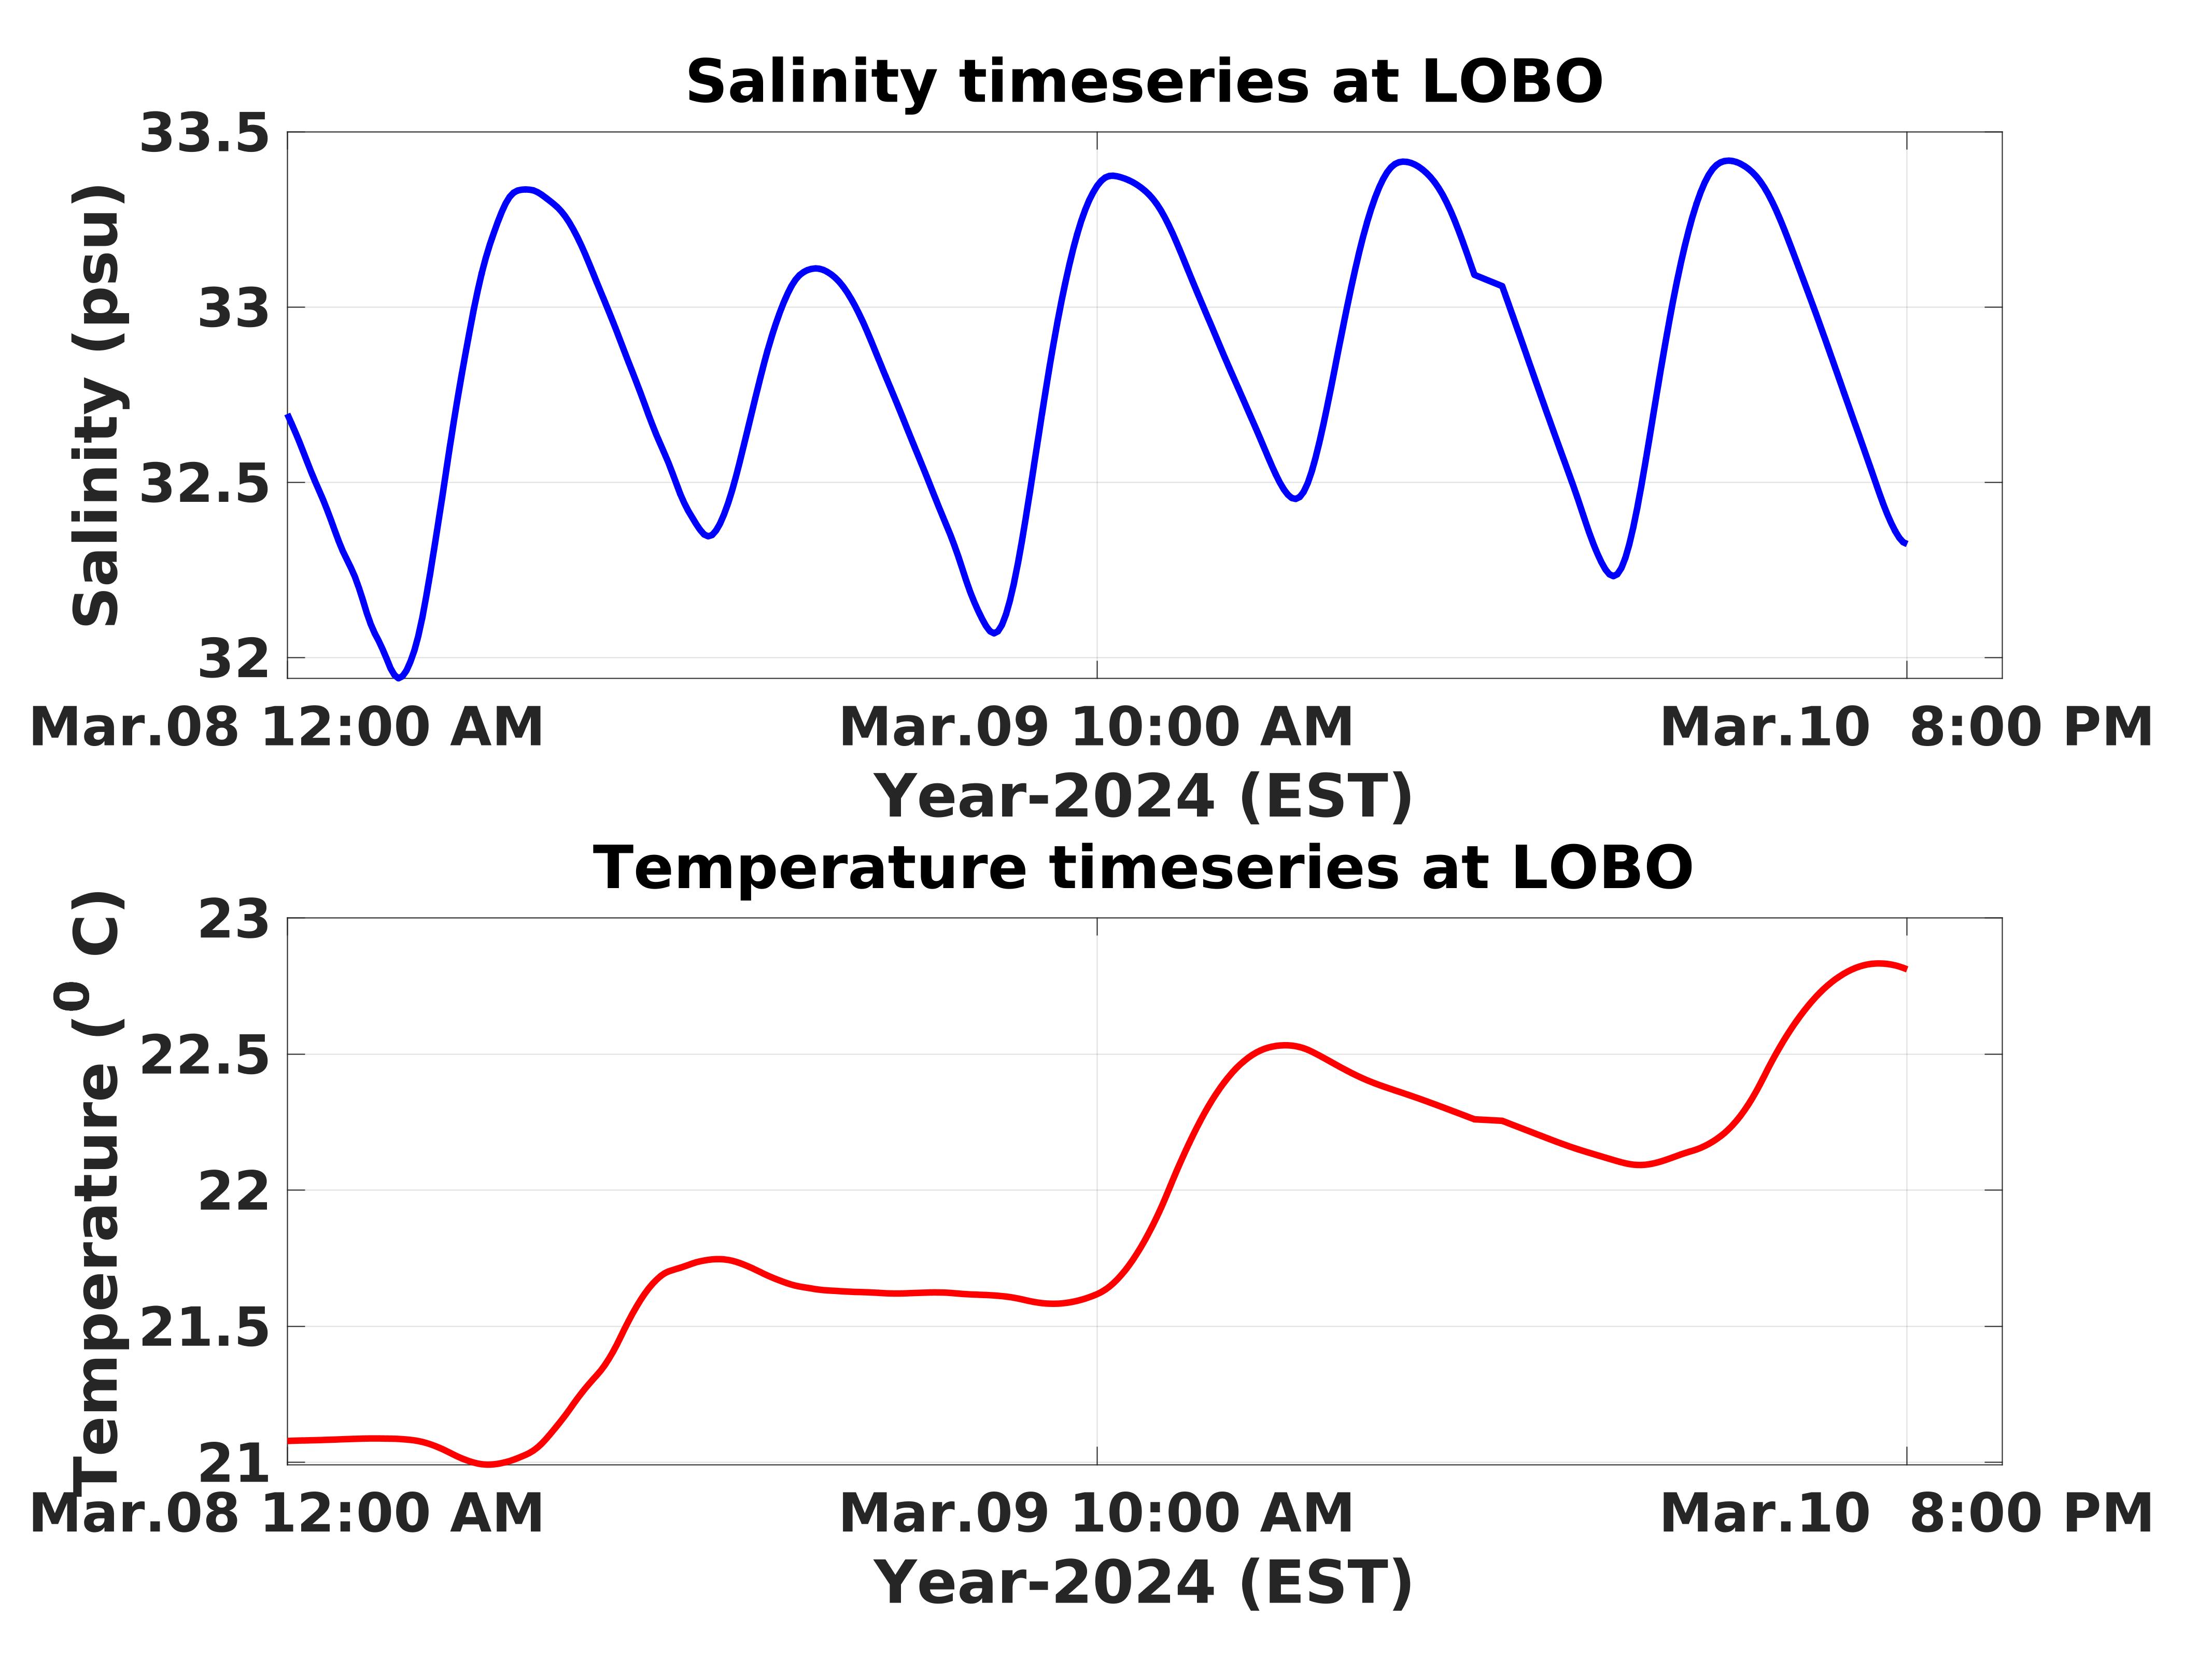 Salinity timeseries at LOBO
Salinity (psu)
33.5
33
32.5
32
Mar.08 12:00 AM Mar.09 10:00 AM Mar.10  8:00 PM
Year-2024 (EST)
Temperature timeseries at LOBO
Temperature (⁰ C)
23
22.5
22
21.5
21
Mar.08 12:00 AM Mar.09 10:00 AM Mar.10  8:00 PM
Year-2024 (EST)